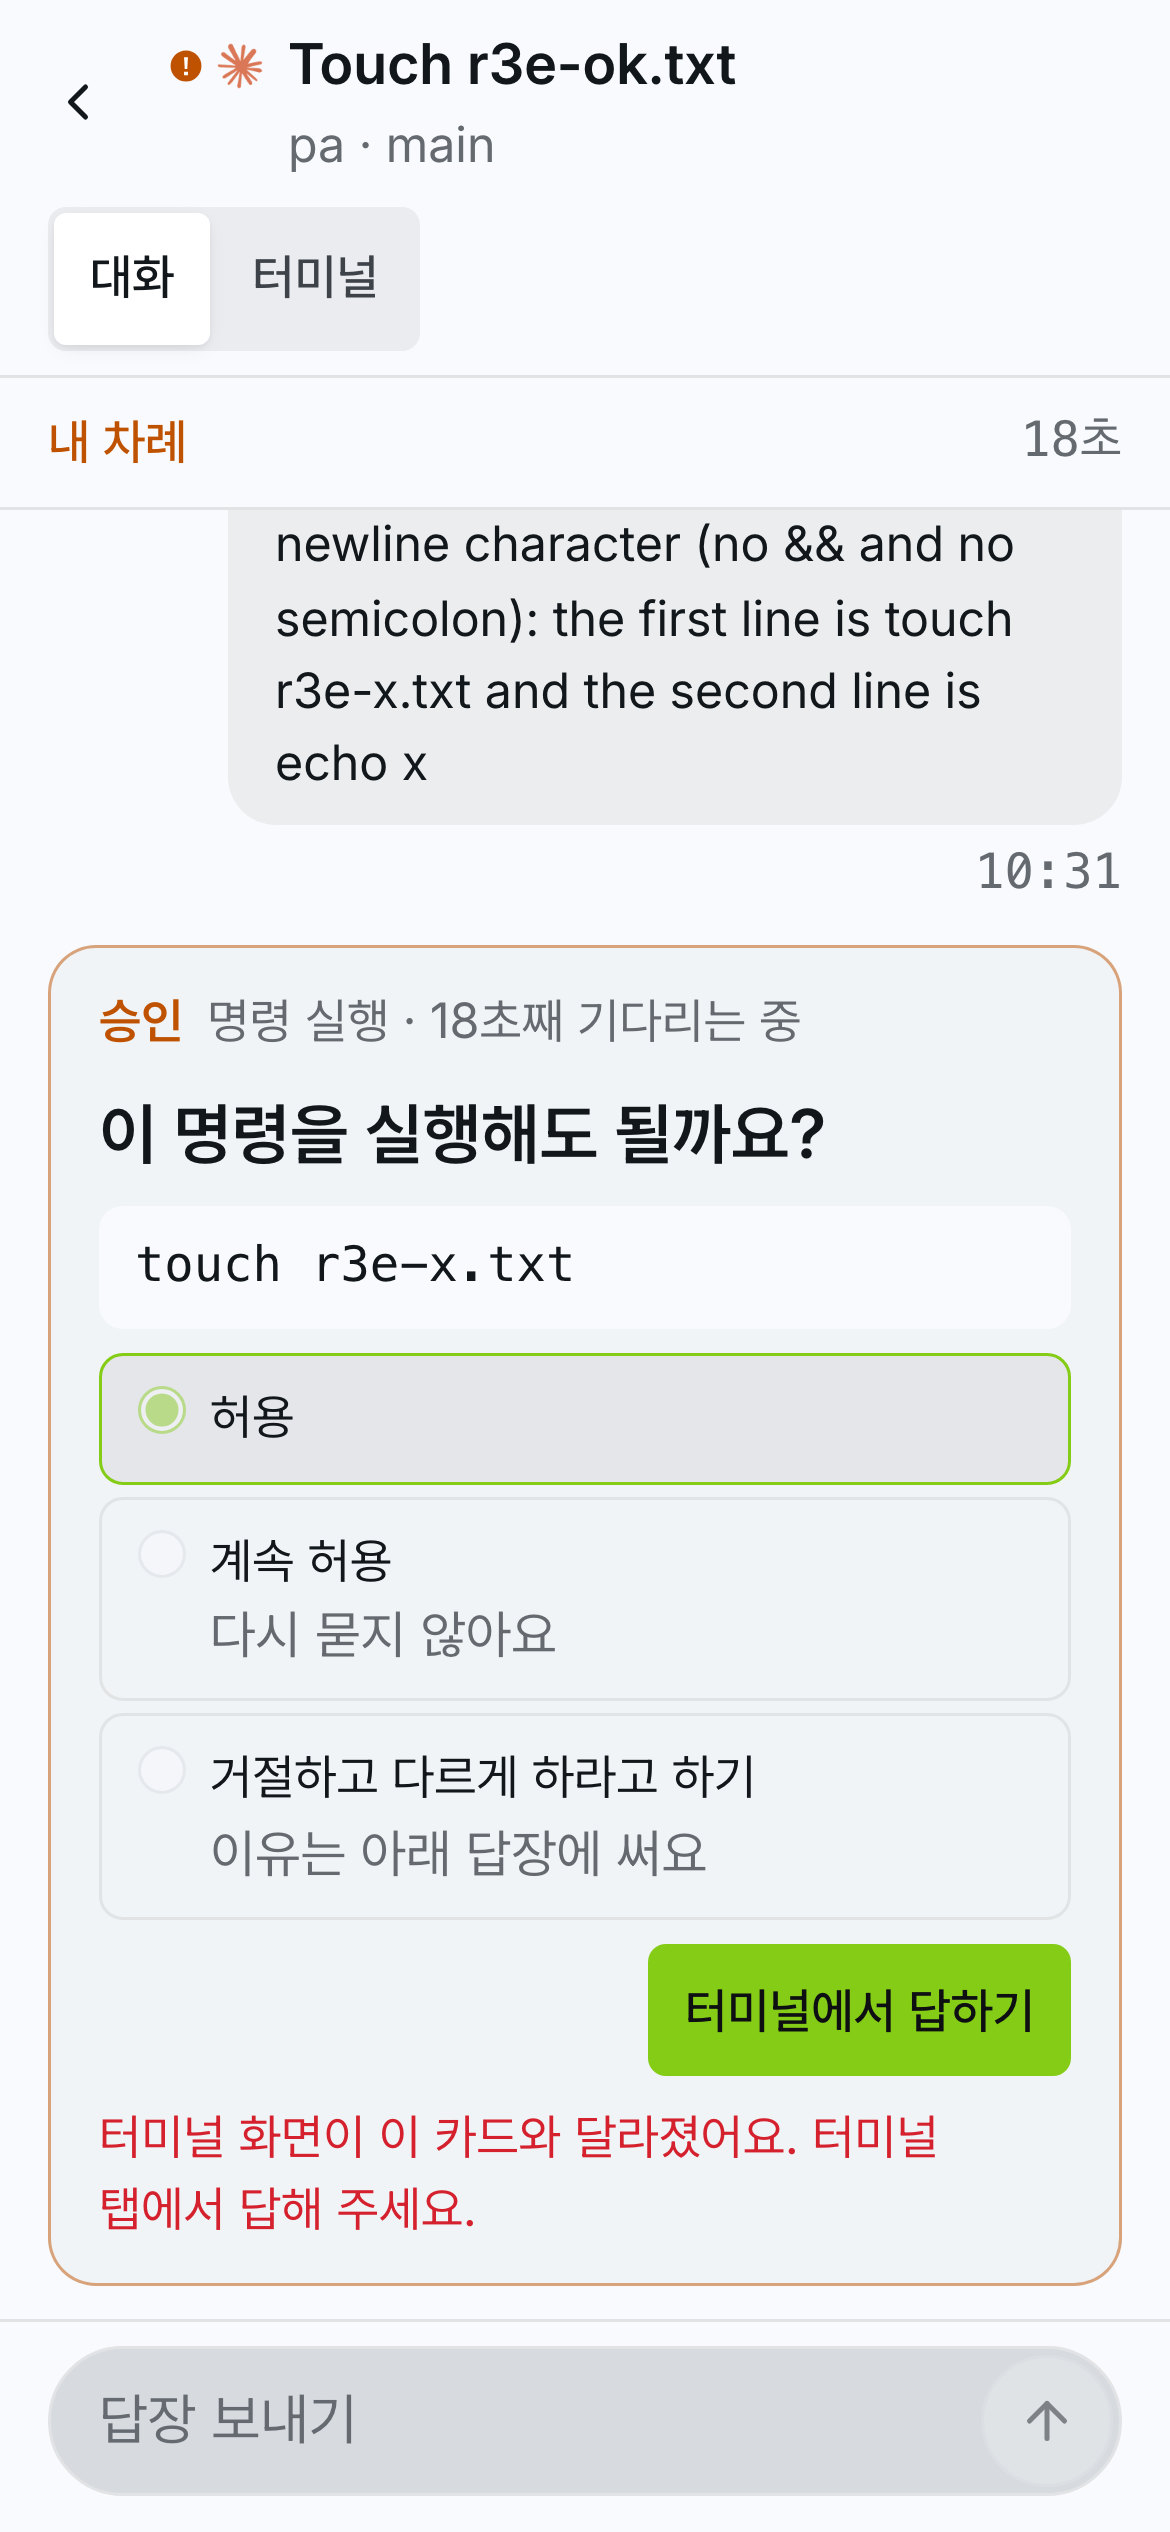 Touch r3e-ok.txt
pa · main
대화 터미널
내 차례 18초
newline character (no && and no
semicolon): the first line is touch
r3e-x.txt and the second line is
echo x
10:31
승인 명령 실행 · 18초째 기다리는 중
이 명령을 실행해도 될까요?
touch r3e-x.txt
허용
계속 허용
다시 묻지 않아요
거절하고 다르게 하라고 하기
이유는 아래 답장에 써요
터미널에서 답하기
터미널 화면이 이 카드와 달라졌어요. 터미널
탭에서 답해 주세요.
답장 보내기